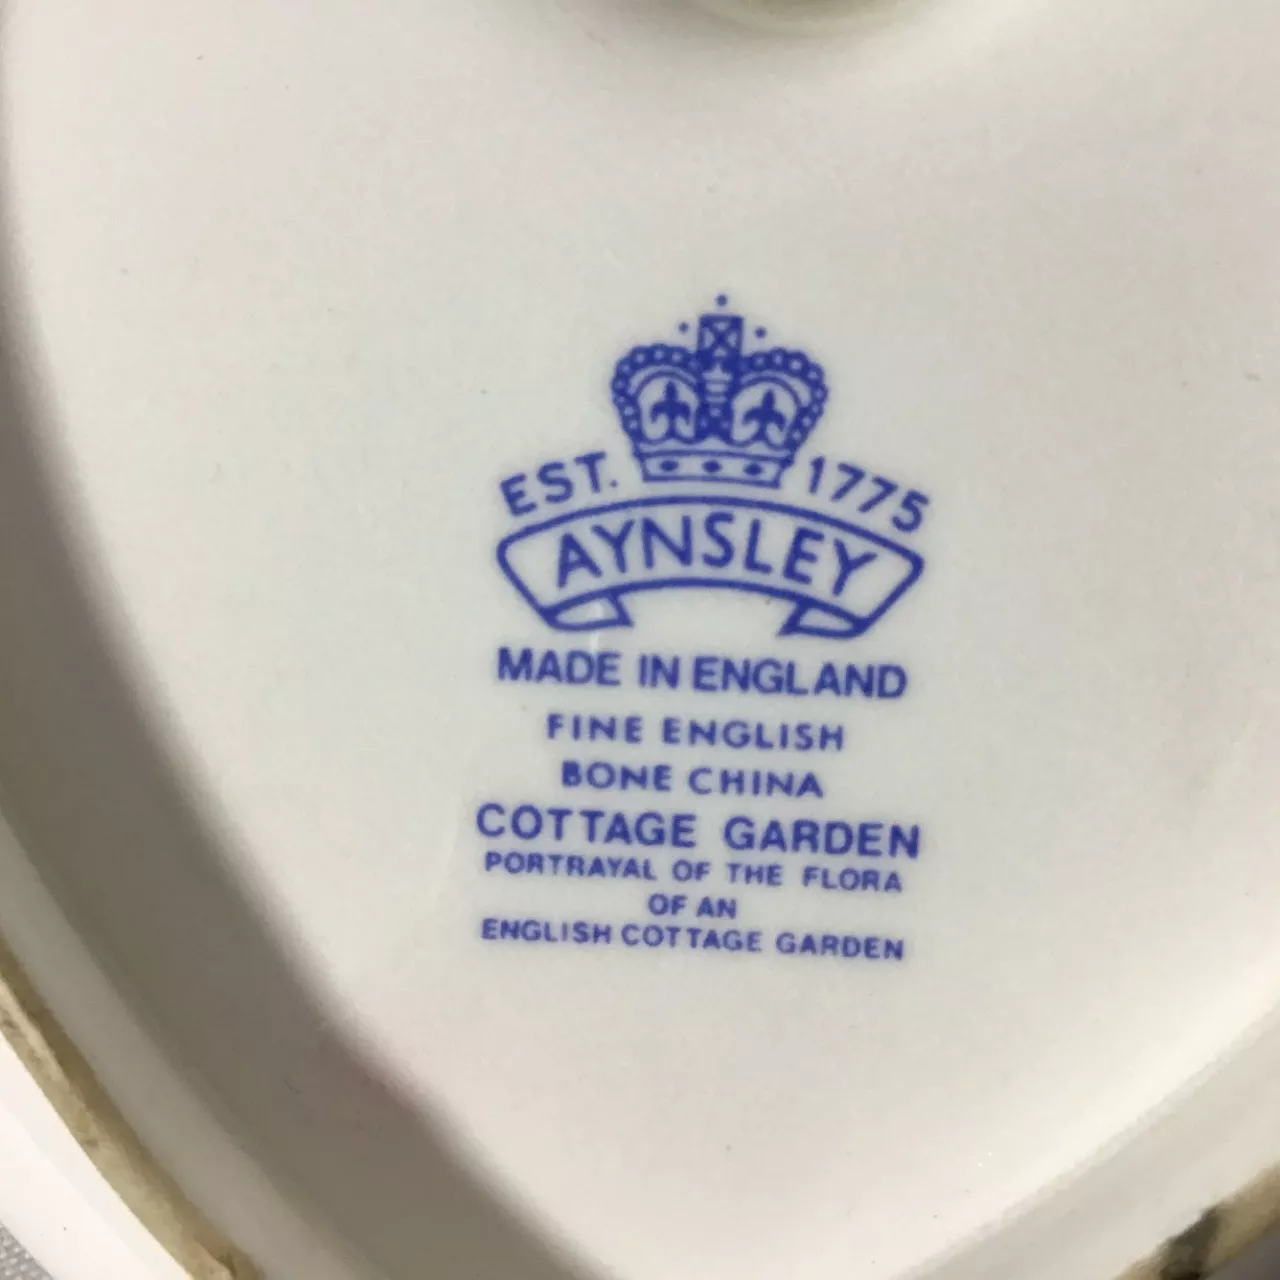 EST. 1775
AYNSLEY
MADE IN ENGLAND
FINE ENGLISH
BONE CHINA
COTTAGE GARDEN
PORTRAYAL OF THE FLORA
OF AN
ENGLISH COTTAGE GARDEN